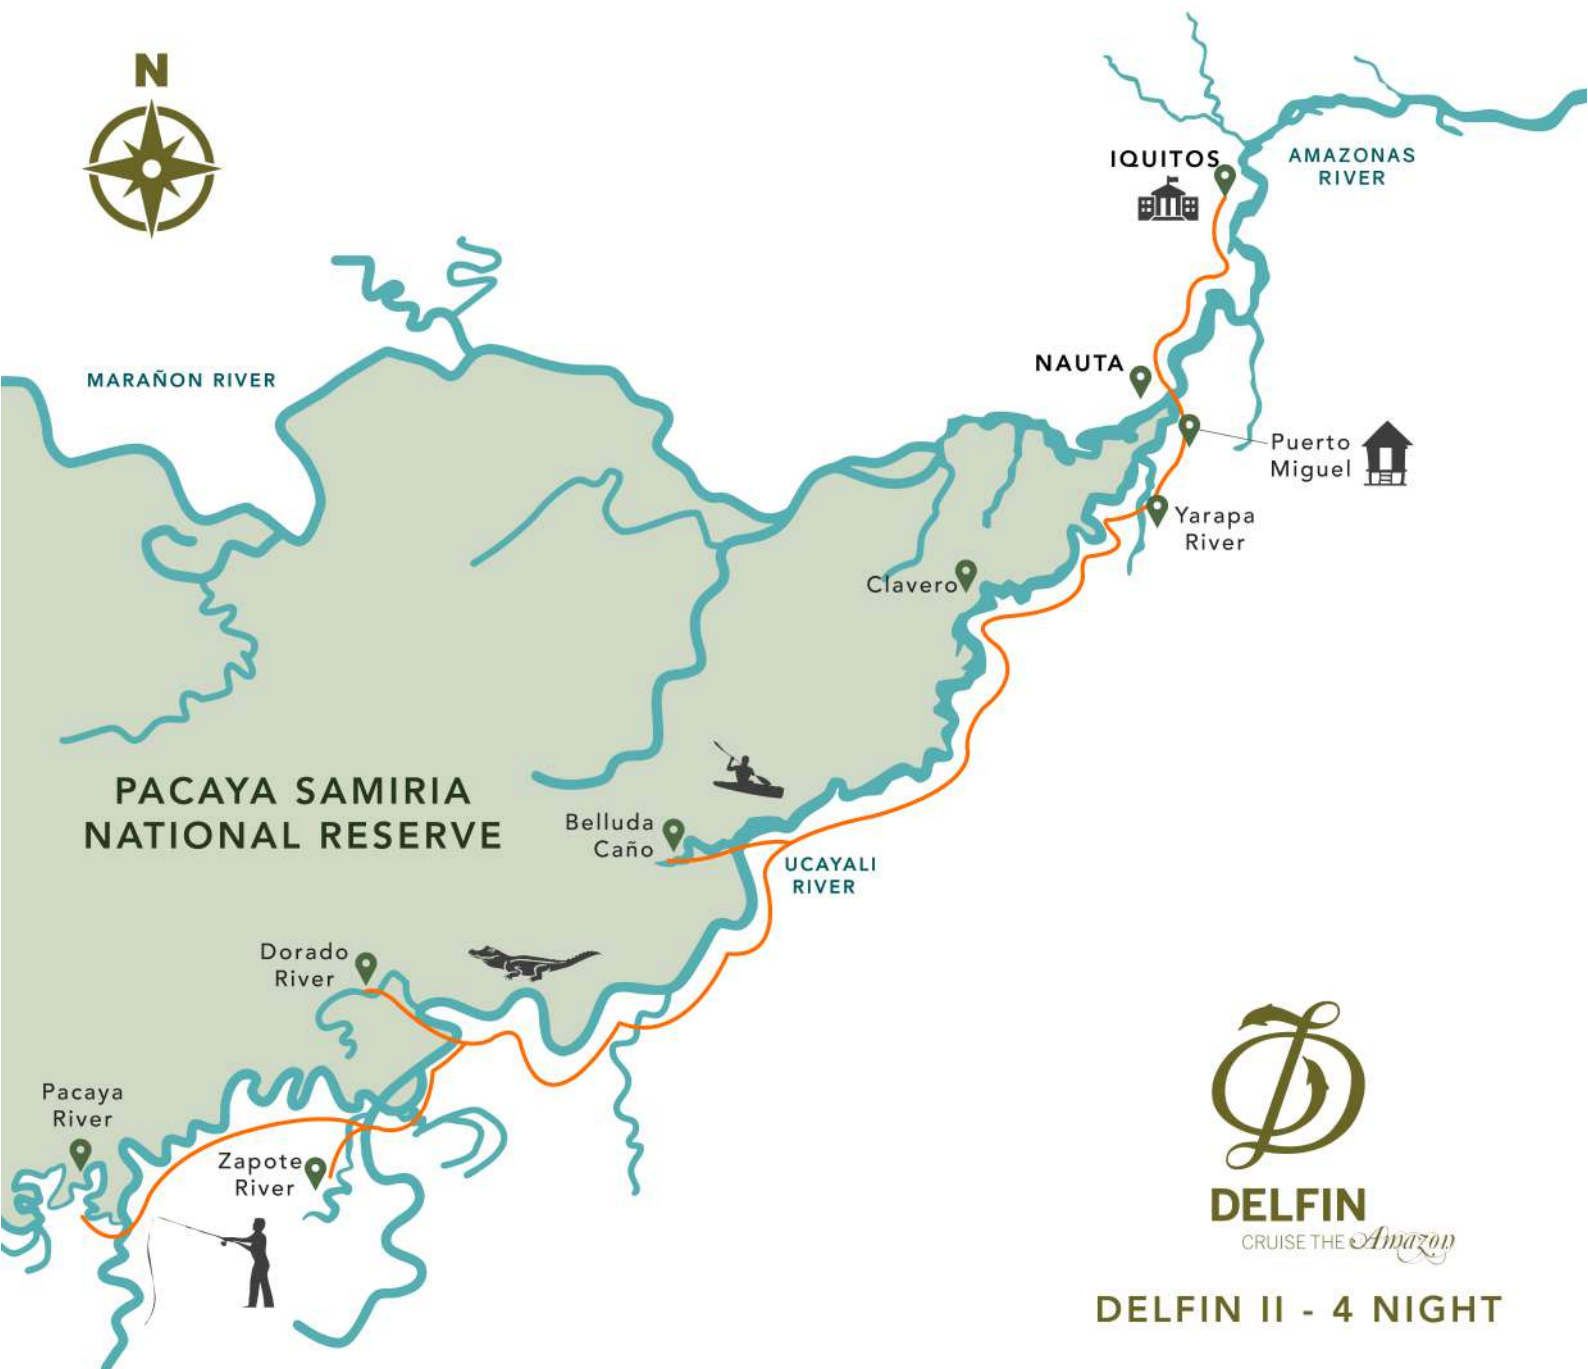 N
IQUITOS
AMAZONAS
RIVER
NAUTA
MARAÑON RIVER
Puerto
Miguel
Yarapa
River
Clavero
PACAYA SAMIRIA
NATIONAL RESERVE
Belluda
Caño
UCAYALI
RIVER
Dorado
River
Pacaya
River
Zapote
River
DELFIN
CRUISE THE Amazon
DELFIN II - 4 NIGHT